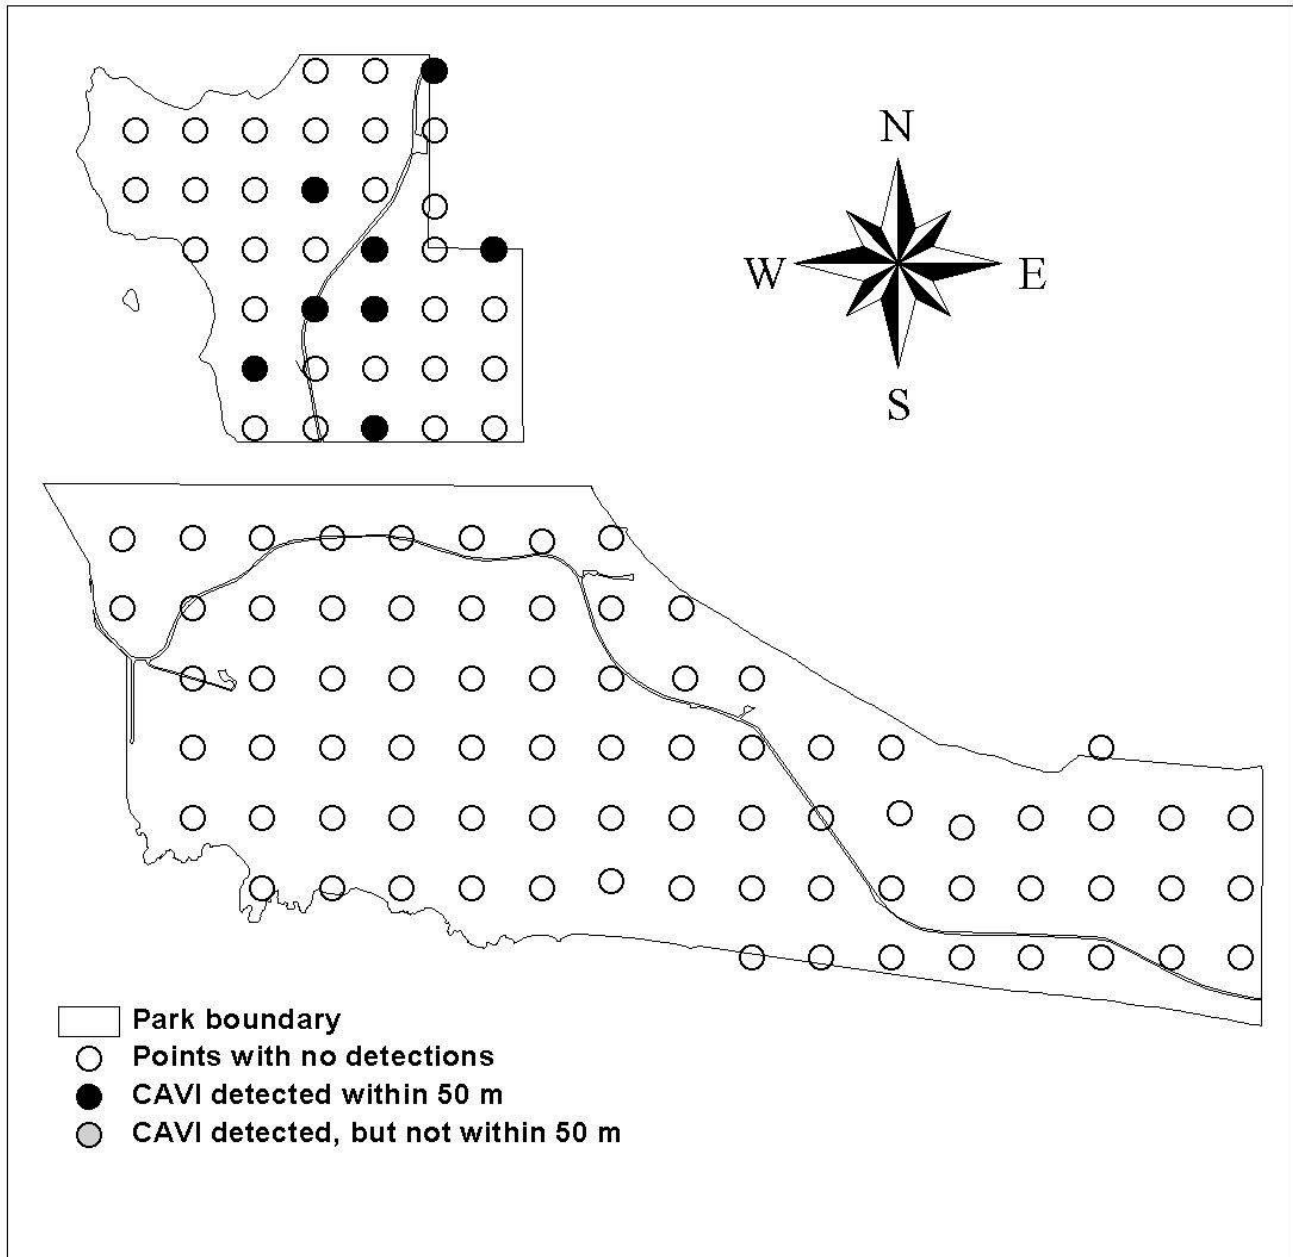 N
W E
S
Park boundary
Points with no detections
CAVI detected within 50 m
CAVI detected, but not within 50 m